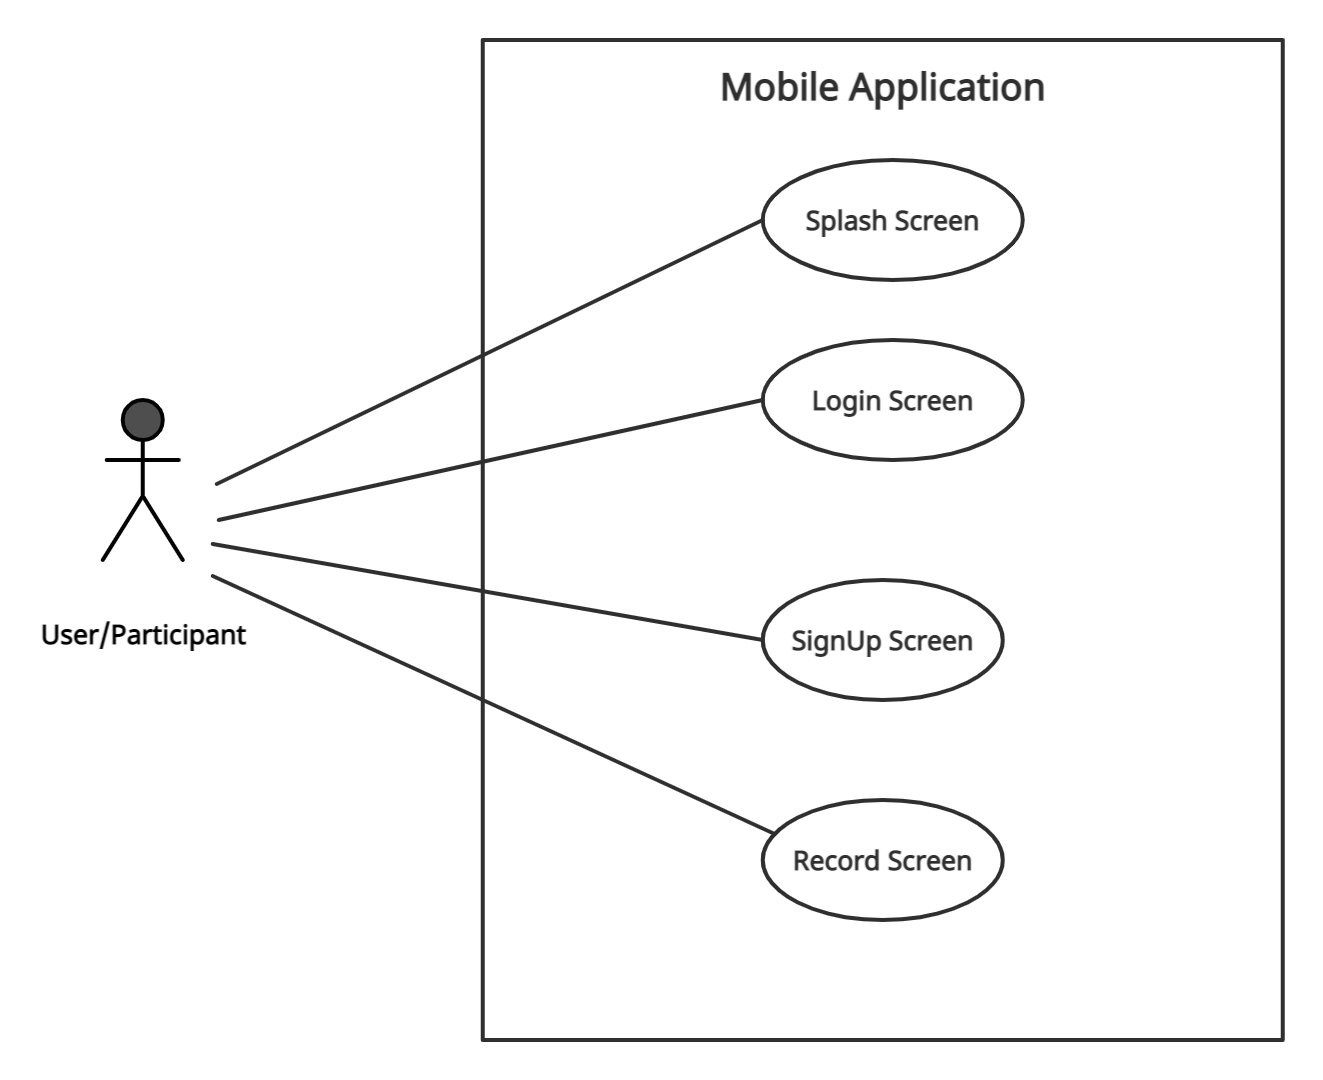 Mobile Application
Splash Screen
Login Screen
SignUp Screen
User/Participant
Record Screen